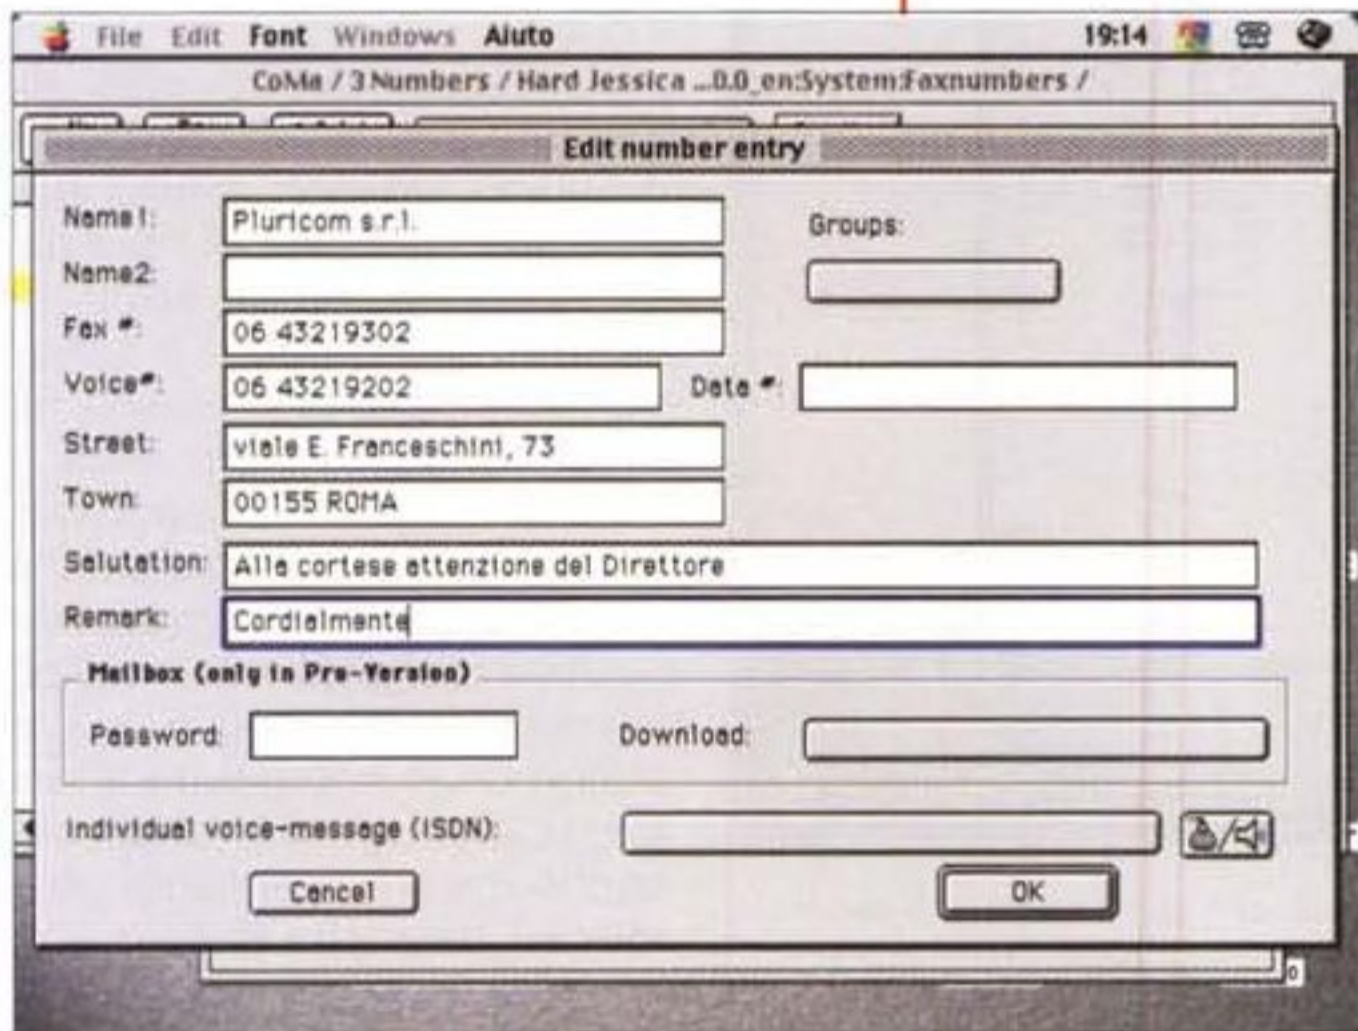 File Edit Font Windows Aiuto 19:14
CoMa / 3 Numbers / Hard Jessica ...0.0_en:System:Faxnumbers /
Edit number entry
Name1: Pluricom s.r.l. Groups:
Name2:
Fax #: 06 43219302
Voice#: 06 43219202 Data #:
Street: viale E. Franceschini, 73
Town: 00155 ROMA
Salutation: Alla cortese attenzione del Direttore
Remark: Cordialmente
Mailbox (only in Pro-Version)
Password: Download:
Individual voice-message (ISDN):
Cancel OK